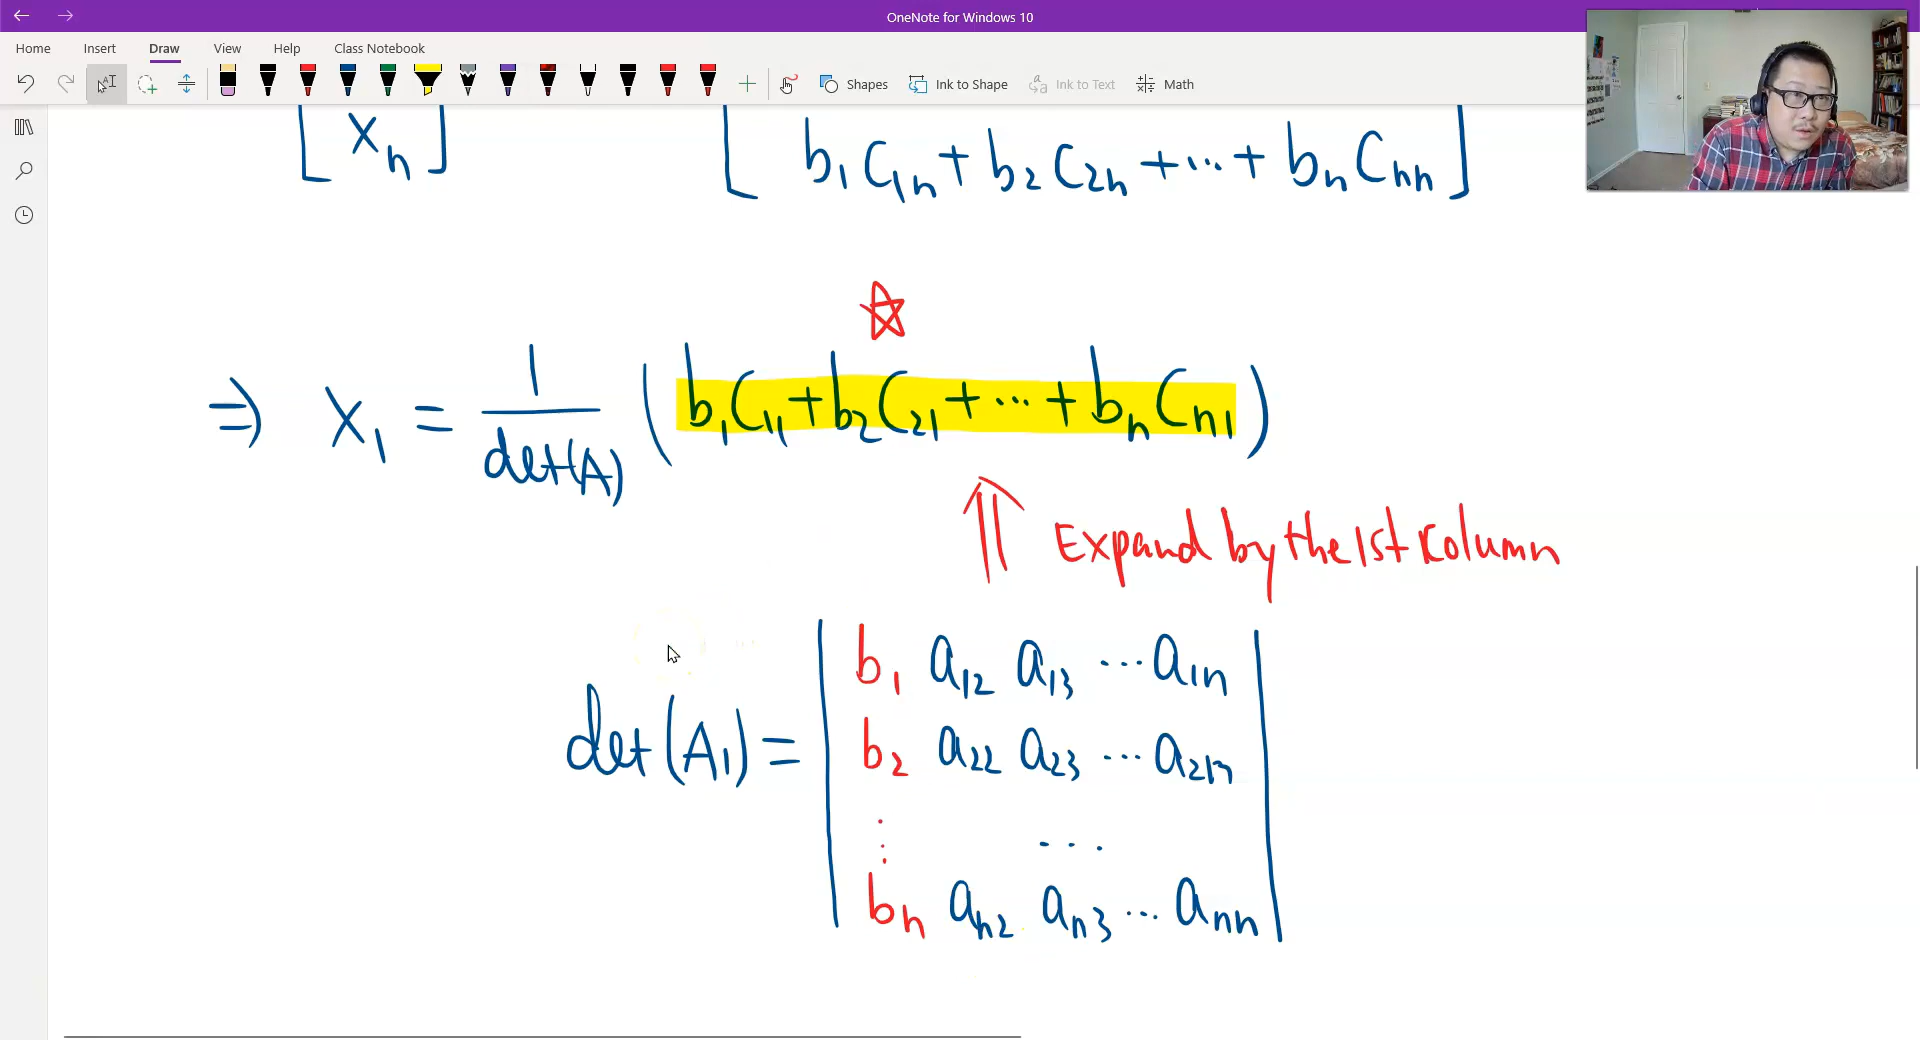 OneNote for Windows 10
Home Insert Draw View Help Class Notebook
Shapes Ink to Shape Ink to Text Math
xₙ
b₁C₁ₙ + b₂C₂ₙ + ⋯ + bₙCₙₙ
⇒ x₁ = 1/det(A) (b₁C₁₁ + b₂C₂₁ + ⋯ + bₙCₙ₁)
⇑ Expand by the 1st Column
b₁ a₁₂ a₁₃ ⋯ a₁ₙ
det(A₁) = b₂ a₂₂ a₂₃ ⋯ a₂ₙ
⋮ ⋯
bₙ aₙ₂ aₙ₃ ⋯ aₙₙ